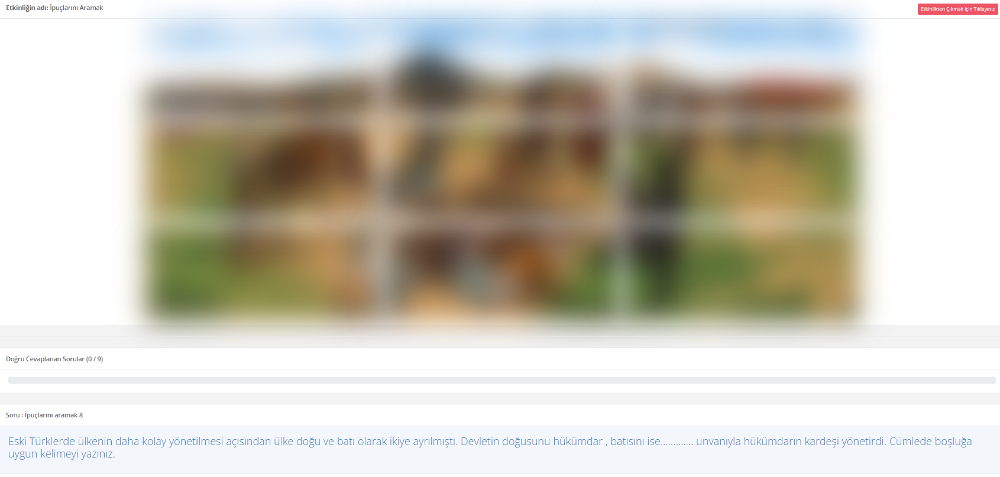 Etkinliğin adı: İpuçlarını Aramak
Etkinlikten Çıkmak için Tıklayınız
Doğru Cevaplanan Sorular (0 / 9)
Soru : İpuçlarını aramak 8
Eski Türklerde ülkenin daha kolay yönetilmesi açısından ülke doğu ve batı olarak ikiye ayrılmıştı. Devletin doğusunu hükümdar , batısını ise............. unvanıyla hükümdarın kardeşi yönetirdi. Cümlede boşluğa
uygun kelimeyi yazınız.